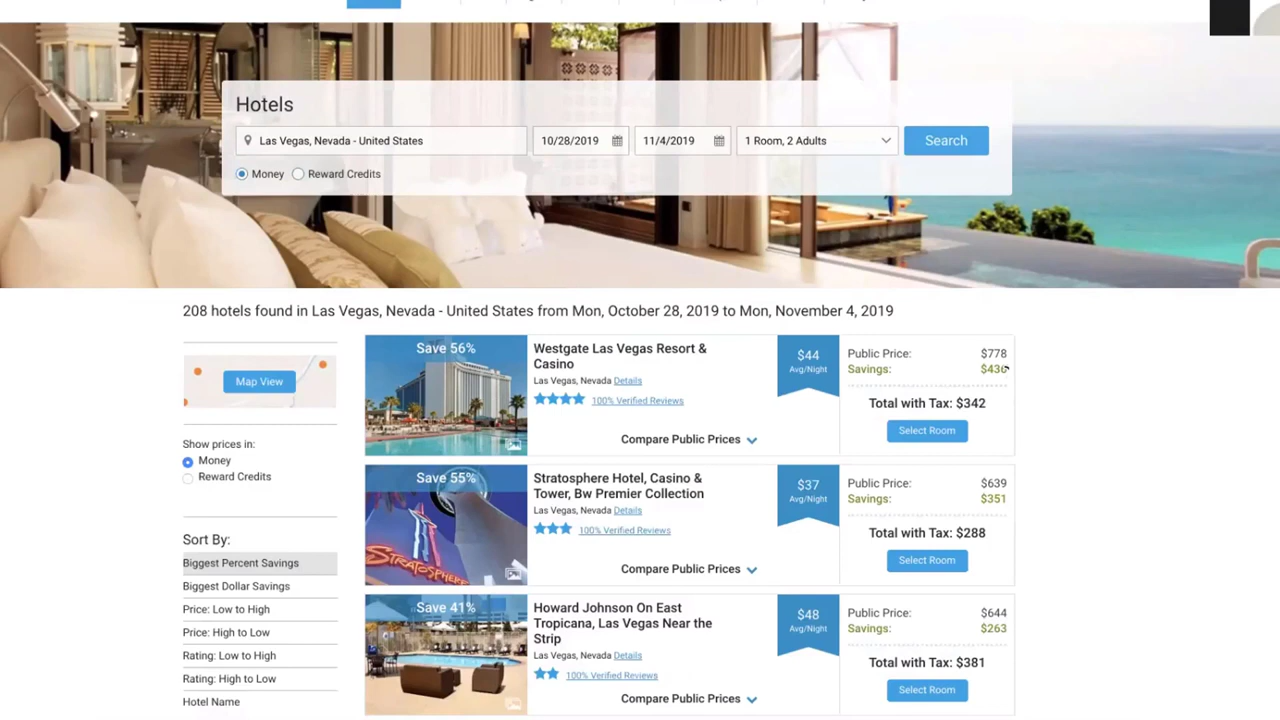 Hotels
Las Vegas, Nevada - United States
10/28/2019
11/4/2019
1 Room, 2 Adults
Search
Money
Reward Credits
208 hotels found in Las Vegas, Nevada - United States from Mon, October 28, 2019 to Mon, November 4, 2019
Map View
Show prices in:
Money
Reward Credits
Sort By:
Biggest Percent Savings
Biggest Dollar Savings
Price: Low to High
Price: High to Low
Rating: Low to High
Rating: High to Low
Hotel Name
Save 56%
Westgate Las Vegas Resort &
Casino
Las Vegas, Nevada Details
100% Verified Reviews
Compare Public Prices
$44
Avg/Night
Public Price: $778
Savings: $436
Total with Tax: $342
Select Room
Save 55%
STRATOSPHERE
Stratosphere Hotel, Casino &
Tower, Bw Premier Collection
Las Vegas, Nevada Details
100% Verified Reviews
Compare Public Prices
$37
Avg/Night
Public Price: $639
Savings: $351
Total with Tax: $288
Select Room
Save 41%
Howard Johnson On East
Tropicana, Las Vegas Near the
Strip
Las Vegas, Nevada Details
100% Verified Reviews
Compare Public Prices
$48
Avg/Night
Public Price: $644
Savings: $263
Total with Tax: $381
Select Room